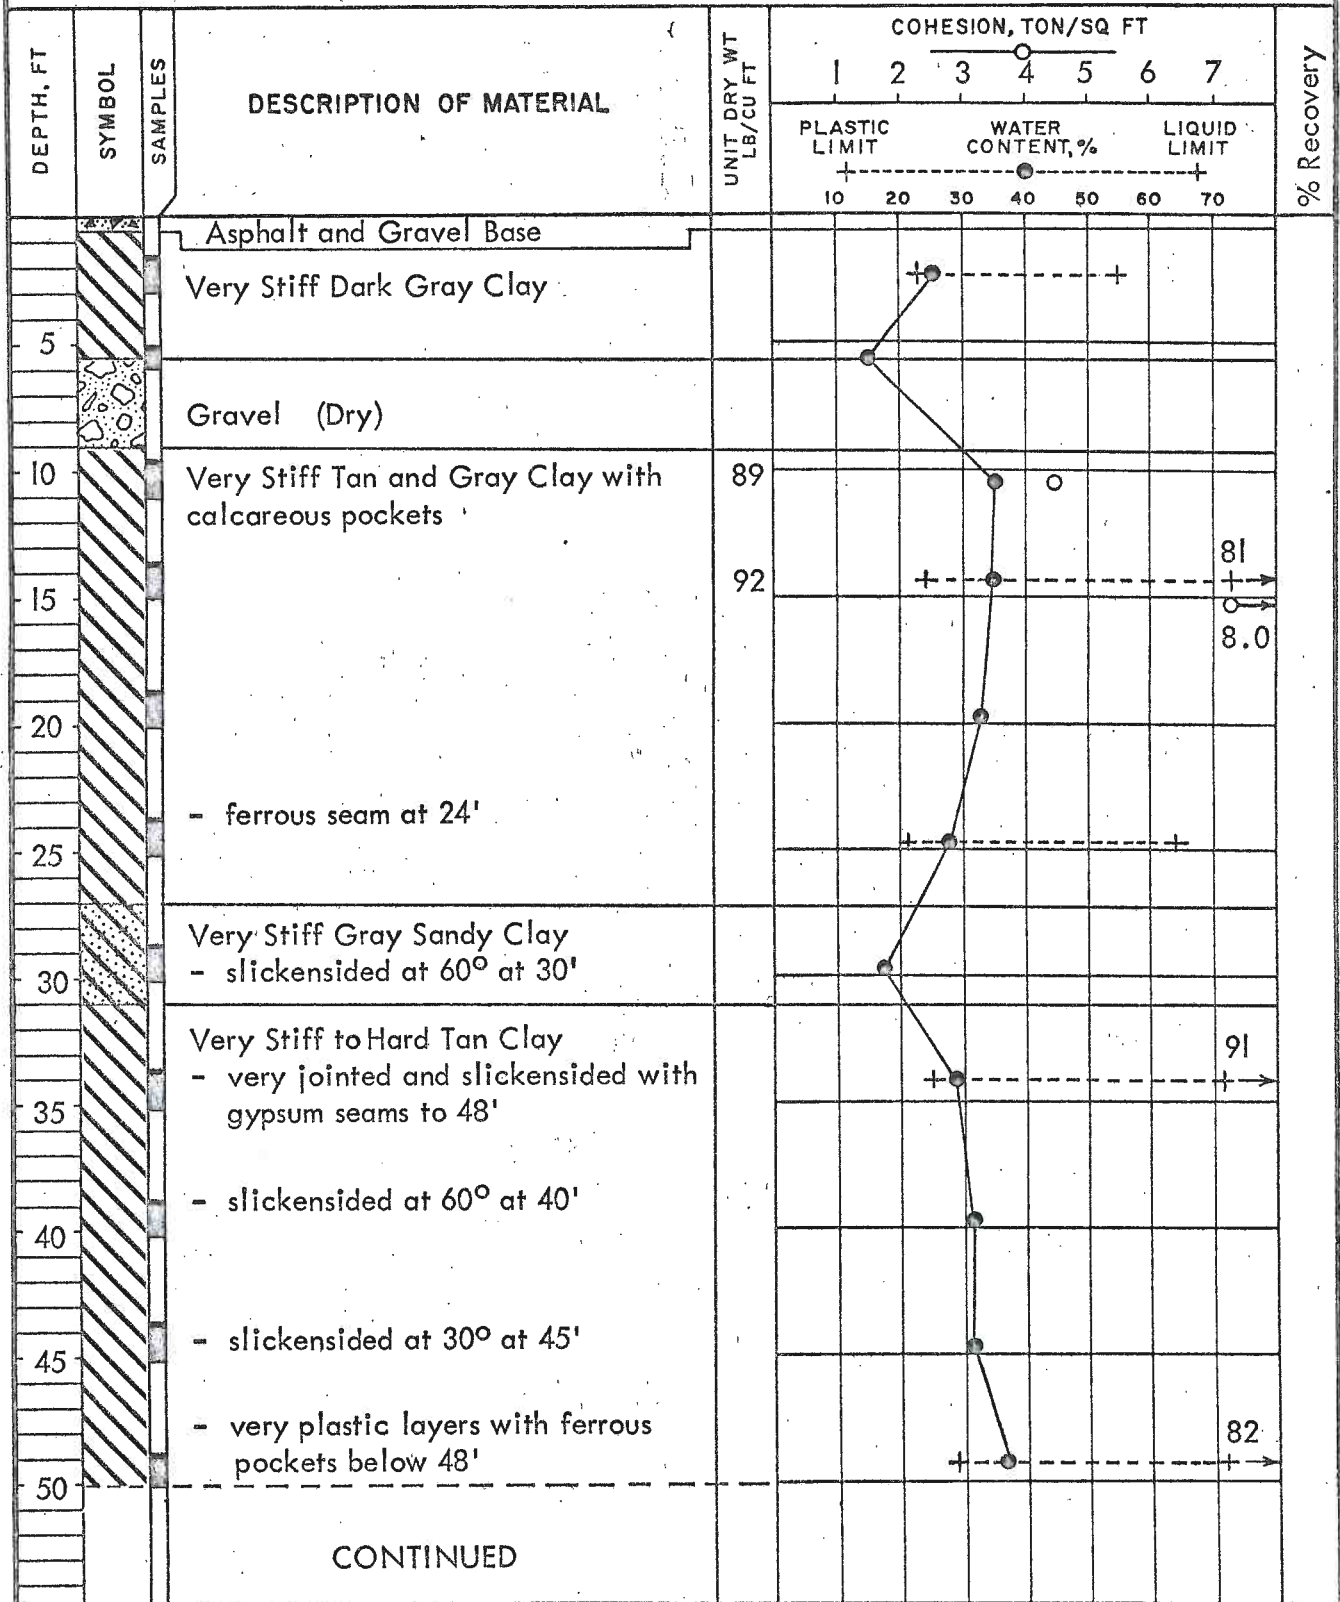 DEPTH, FT
SYMBOL
SAMPLES
DESCRIPTION OF MATERIAL
UNIT DRY WT
LB/CU FT
COHESION, TON/SQ FT
1 2 3 4 5 6 7
PLASTIC LIMIT
WATER CONTENT, %
LIQUID LIMIT
10 20 30 40 50 60 70
% Recovery
Asphalt and Gravel Base
Very Stiff Dark Gray Clay
5
Gravel (Dry)
10
Very Stiff Tan and Gray Clay with
calcareous pockets
89
81
92
15
8.0
20
- ferrous seam at 24'
25
Very Stiff Gray Sandy Clay
- slickensided at 60° at 30'
30
Very Stiff to Hard Tan Clay
91
- very jointed and slickensided with
gypsum seams to 48'
35
- slickensided at 60° at 40'
40
- slickensided at 30° at 45'
45
- very plastic layers with ferrous
pockets below 48'
82
50
CONTINUED